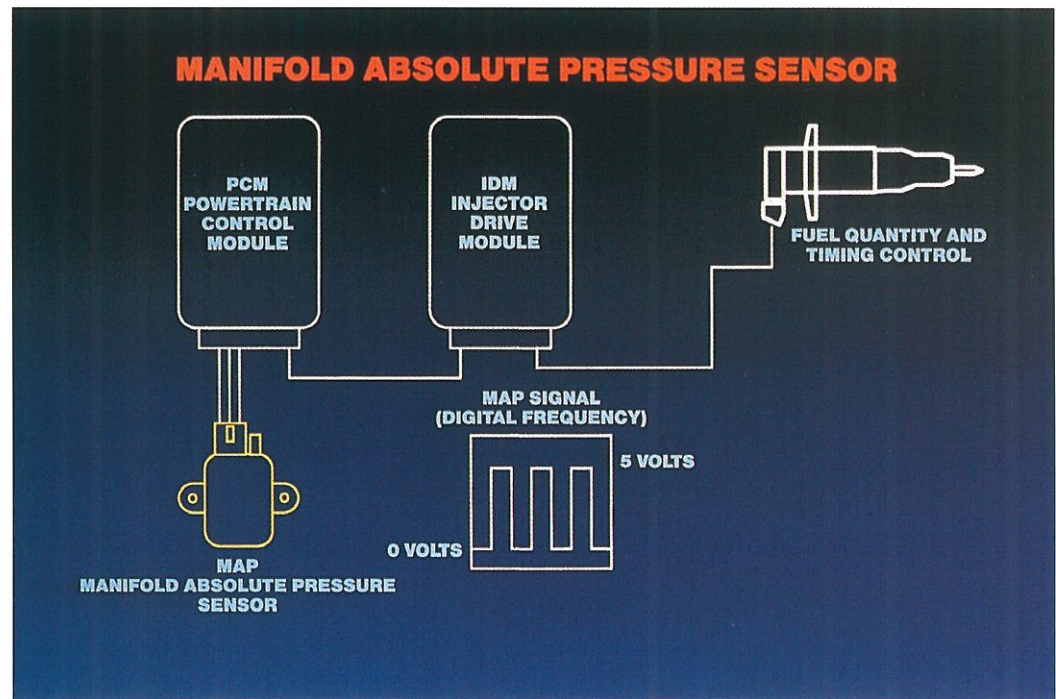 MANIFOLD ABSOLUTE PRESSURE SENSOR
PCM
POWERTRAIN
CONTROL
MODULE
IDM
INJECTOR
DRIVE
MODULE
FUEL QUANTITY AND
TIMING CONTROL
MAP SIGNAL
(DIGITAL FREQUENCY)
5 VOLTS
0 VOLTS
MAP
MANIFOLD ABSOLUTE PRESSURE
SENSOR